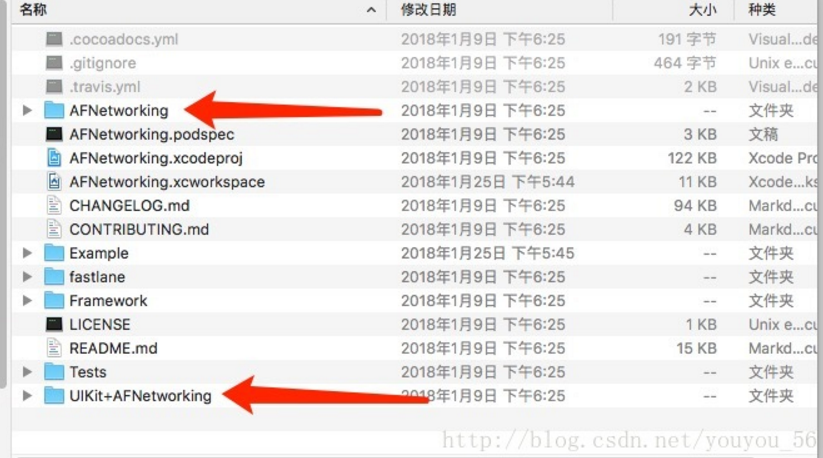 名称 修改日期 大小 种类
.cocoadocs.yml 2018年1月9日 下午6:25 191 字节 Visual...de
.gitignore 2018年1月9日 下午6:25 464 字节 Unix e...cu
.travis.yml 2018年1月9日 下午6:25 2 KB Visual...de
AFNetworking 2018年1月9日 下午6:25 -- 文件夹
AFNetworking.podspec 2018年1月9日 下午6:25 3 KB 文稿
AFNetworking.xcodeproj 2018年1月9日 下午6:25 122 KB Xcode Pro
AFNetworking.xcworkspace 2018年1月25日 下午5:44 11 KB Xcode...ks
CHANGELOG.md 2018年1月9日 下午6:25 94 KB Markd...cu
CONTRIBUTING.md 2018年1月9日 下午6:25 4 KB Markd...cu
Example 2018年1月25日 下午5:45 -- 文件夹
fastlane 2018年1月9日 下午6:25 -- 文件夹
Framework 2018年1月9日 下午6:25 -- 文件夹
LICENSE 2018年1月9日 下午6:25 1 KB Unix e...cu
README.md 2018年1月9日 下午6:25 15 KB Markd...cu
Tests 2018年1月9日 下午6:25 -- 文件夹
UIKit+AFNetworking 2018年1月9日 下午6:25 -- 文件夹
http://blog.csdn.net/youyou_56